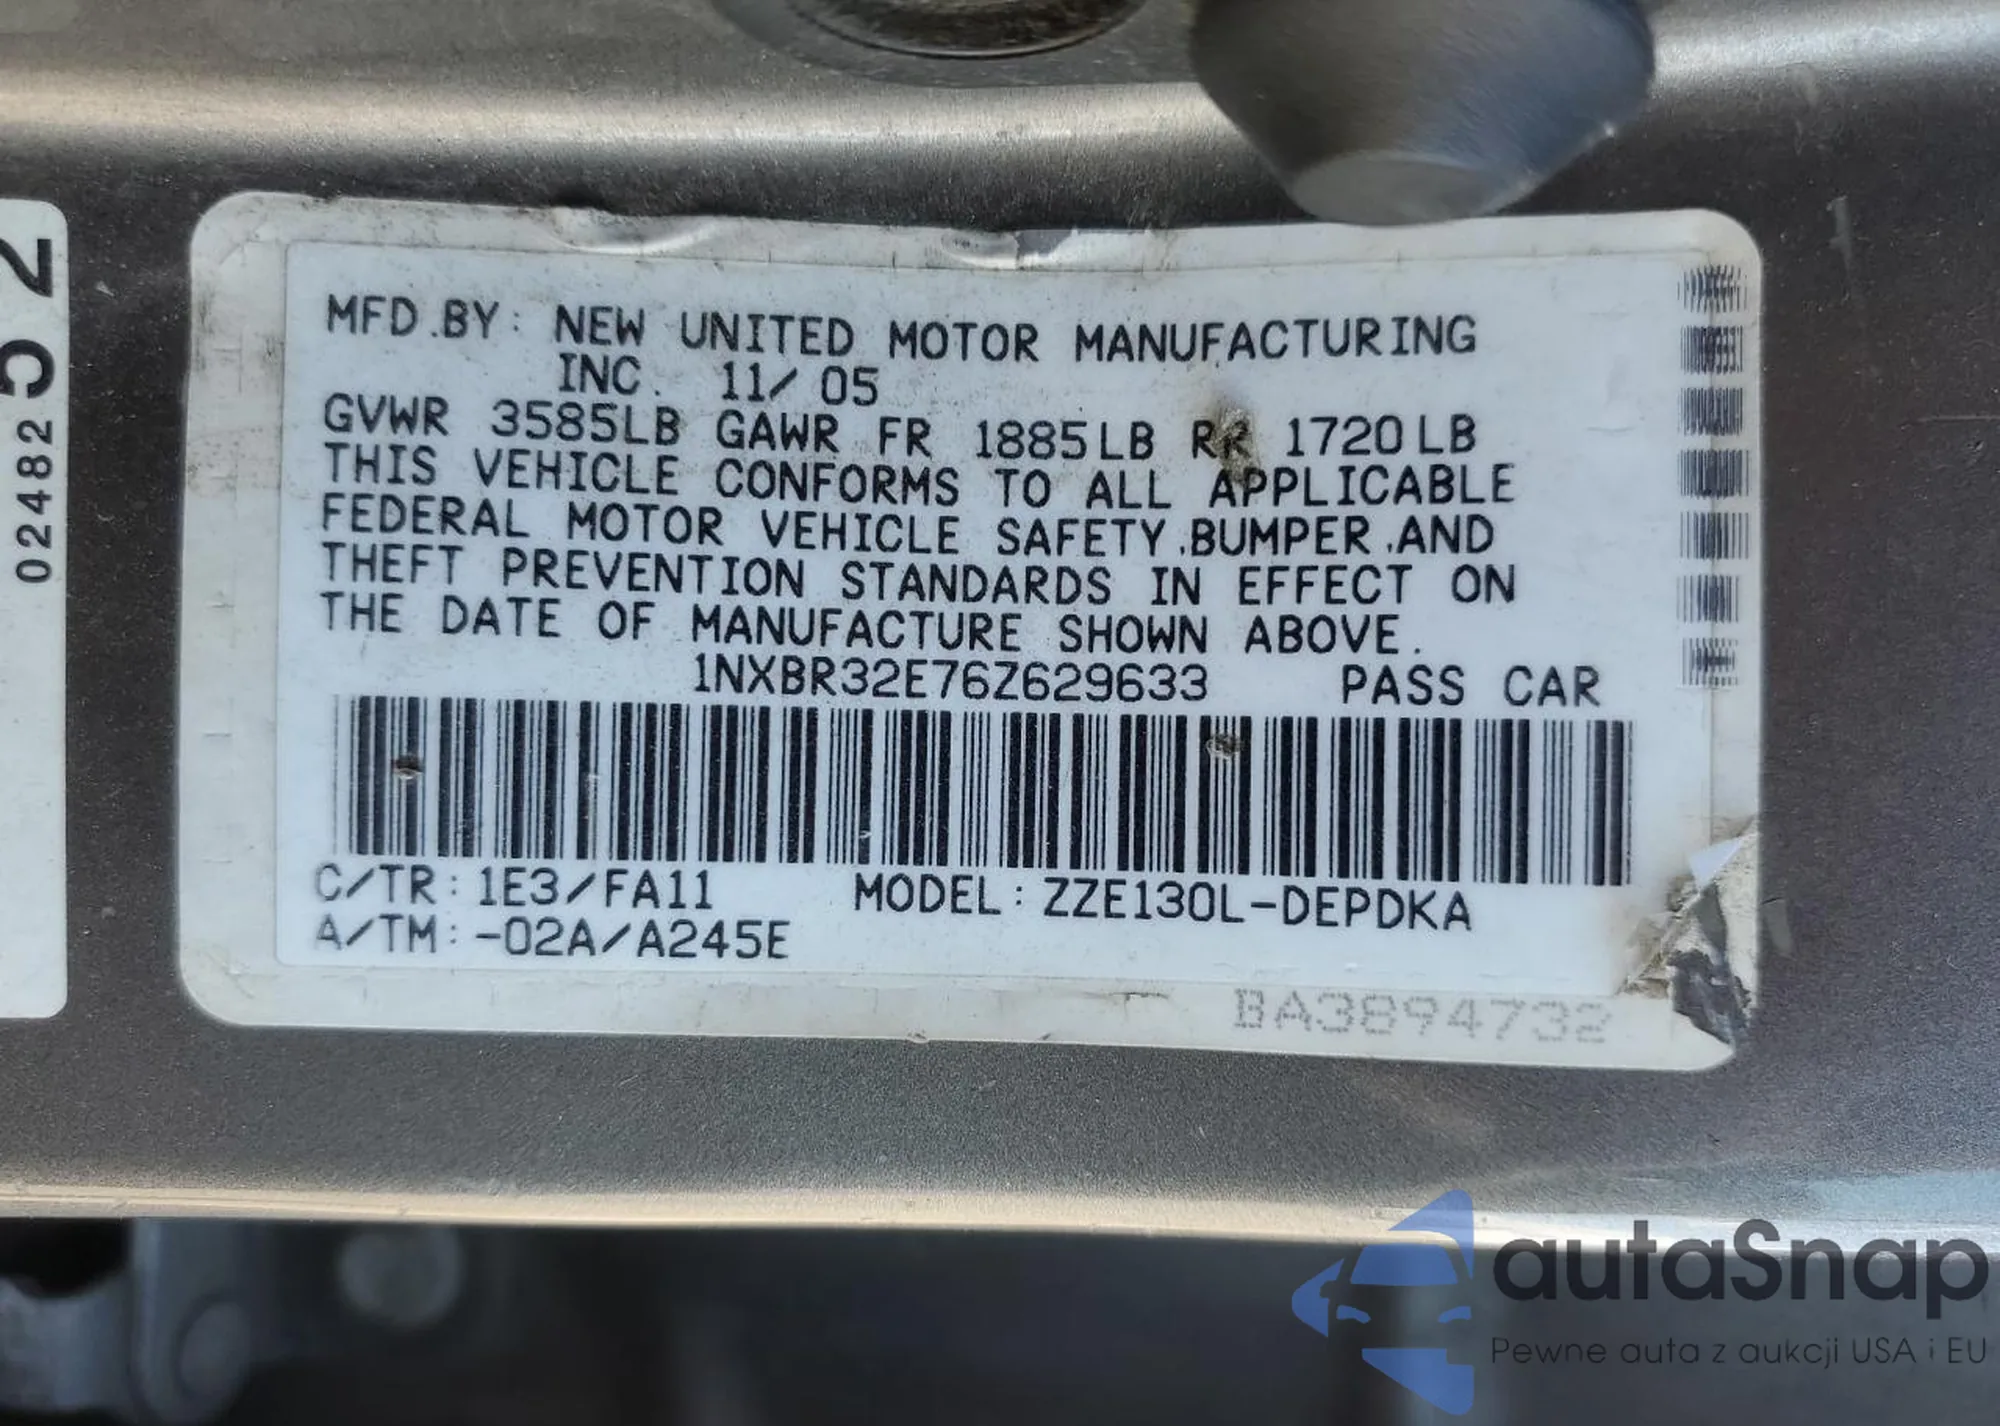 52
02482
MFD.BY: NEW UNITED MOTOR MANUFACTURING
INC. 11/05
GVWR 3585LB GAWR FR 1885LB RR 1720LB
THIS VEHICLE CONFORMS TO ALL APPLICABLE
FEDERAL MOTOR VEHICLE SAFETY,BUMPER,AND
THEFT PREVENTION STANDARDS IN EFFECT ON
THE DATE OF MANUFACTURE SHOWN ABOVE.
1NXBR32E76Z629633 PASS CAR
C/TR: 1E3/FA11 MODEL: ZZE130L-DEPDKA
A/TM: -02A/A245E
BA3894732
autaSnap
Pewne auta z aukcji USA i EU